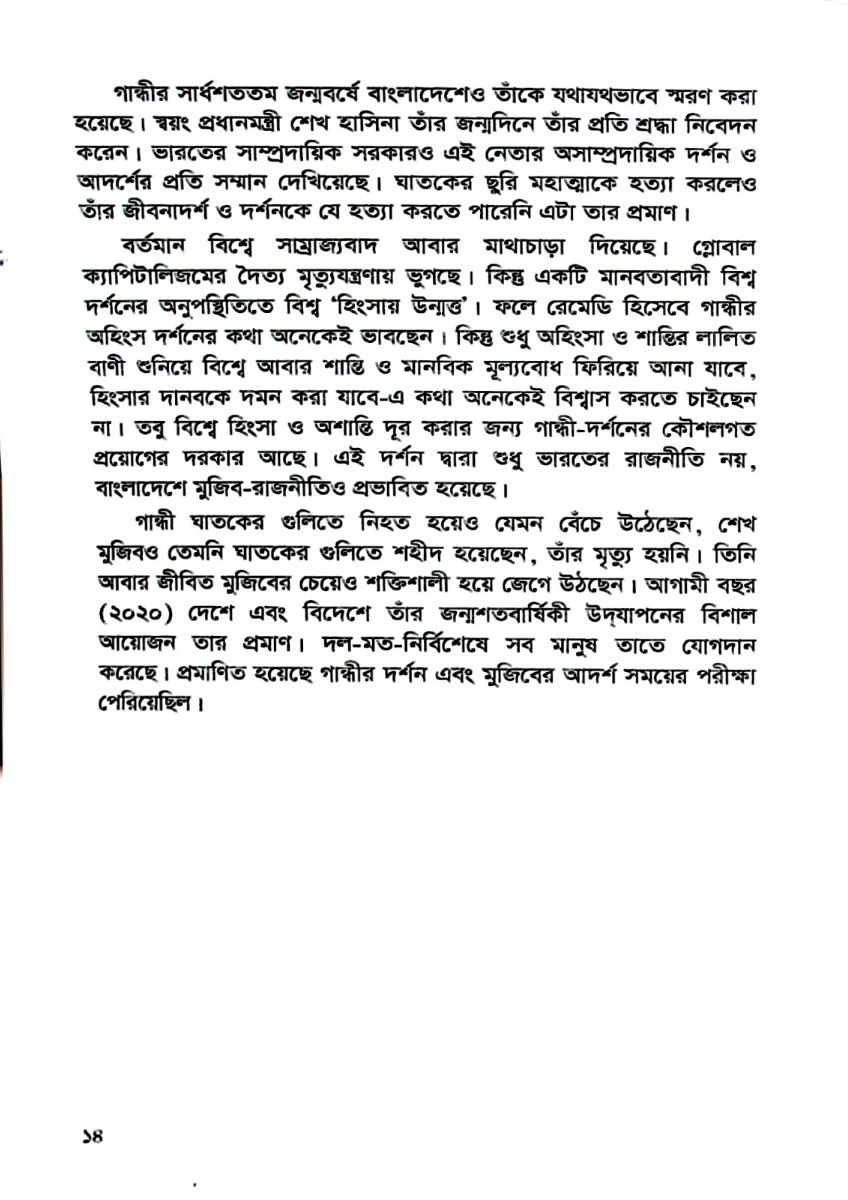 গান্ধীর সার্ধশততম জন্মবর্ষে বাংলাদেশেও তাঁকে যথাযথভাবে স্মরণ করা
হয়েছে। স্বয়ং প্রধানমন্ত্রী শেখ হাসিনা তাঁর জন্মদিনে তাঁর প্রতি শ্রদ্ধা নিবেদন
করেন। ভারতের সাম্প্রদায়িক সরকারও এই নেতার অসাম্প্রদায়িক দর্শন ও
আদর্শের প্রতি সম্মান দেখিয়েছে। ঘাতকের ছুরি মহাত্মাকে হত্যা করলেও
তাঁর জীবনাদর্শ ও দর্শনকে যে হত্যা করতে পারেনি এটা তার প্রমাণ।
বর্তমান বিশ্বে সাম্রাজ্যবাদ আবার মাথাচাড়া দিয়েছে। গ্লোবাল
ক্যাপিটালিজমের দৈত্য মৃত্যুযন্ত্রণায় ভুগছে। কিন্তু একটি মানবতাবাদী বিশ্ব
দর্শনের অনুপস্থিতিতে বিশ্ব ‘হিংসায় উন্মত্ত’। ফলে রেমেডি হিসেবে গান্ধীর
অহিংস দর্শনের কথা অনেকেই ভাবছেন। কিন্তু শুধু অহিংসা ও শান্তির লালিত
বাণী শুনিয়ে বিশ্বে আবার শান্তি ও মানবিক মূল্যবোধ ফিরিয়ে আনা যাবে,
হিংসার দানবকে দমন করা যাবে-এ কথা অনেকেই বিশ্বাস করতে চাইছেন
না। তবু বিশ্বে হিংসা ও অশান্তি দূর করার জন্য গান্ধী-দর্শনের কৌশলগত
প্রয়োগের দরকার আছে। এই দর্শন দ্বারা শুধু ভারতের রাজনীতি নয়,
বাংলাদেশে মুজিব-রাজনীতিও প্রভাবিত হয়েছে।
গান্ধী ঘাতকের গুলিতে নিহত হয়েও যেমন বেঁচে উঠেছেন, শেখ
মুজিবও তেমনি ঘাতকের গুলিতে শহীদ হয়েছেন, তাঁর মৃত্যু হয়নি। তিনি
আবার জীবিত মুজিবের চেয়েও শক্তিশালী হয়ে জেগে উঠছেন। আগামী বছর
(২০২০) দেশে এবং বিদেশে তাঁর জন্মশতবার্ষিকী উদ্‌যাপনের বিশাল
আয়োজন তার প্রমাণ। দল-মত-নির্বিশেষে সব মানুষ তাতে যোগদান
করেছে। প্রমাণিত হয়েছে গান্ধীর দর্শন এবং মুজিবের আদর্শ সময়ের পরীক্ষা
পেরিয়েছিল।
১৪